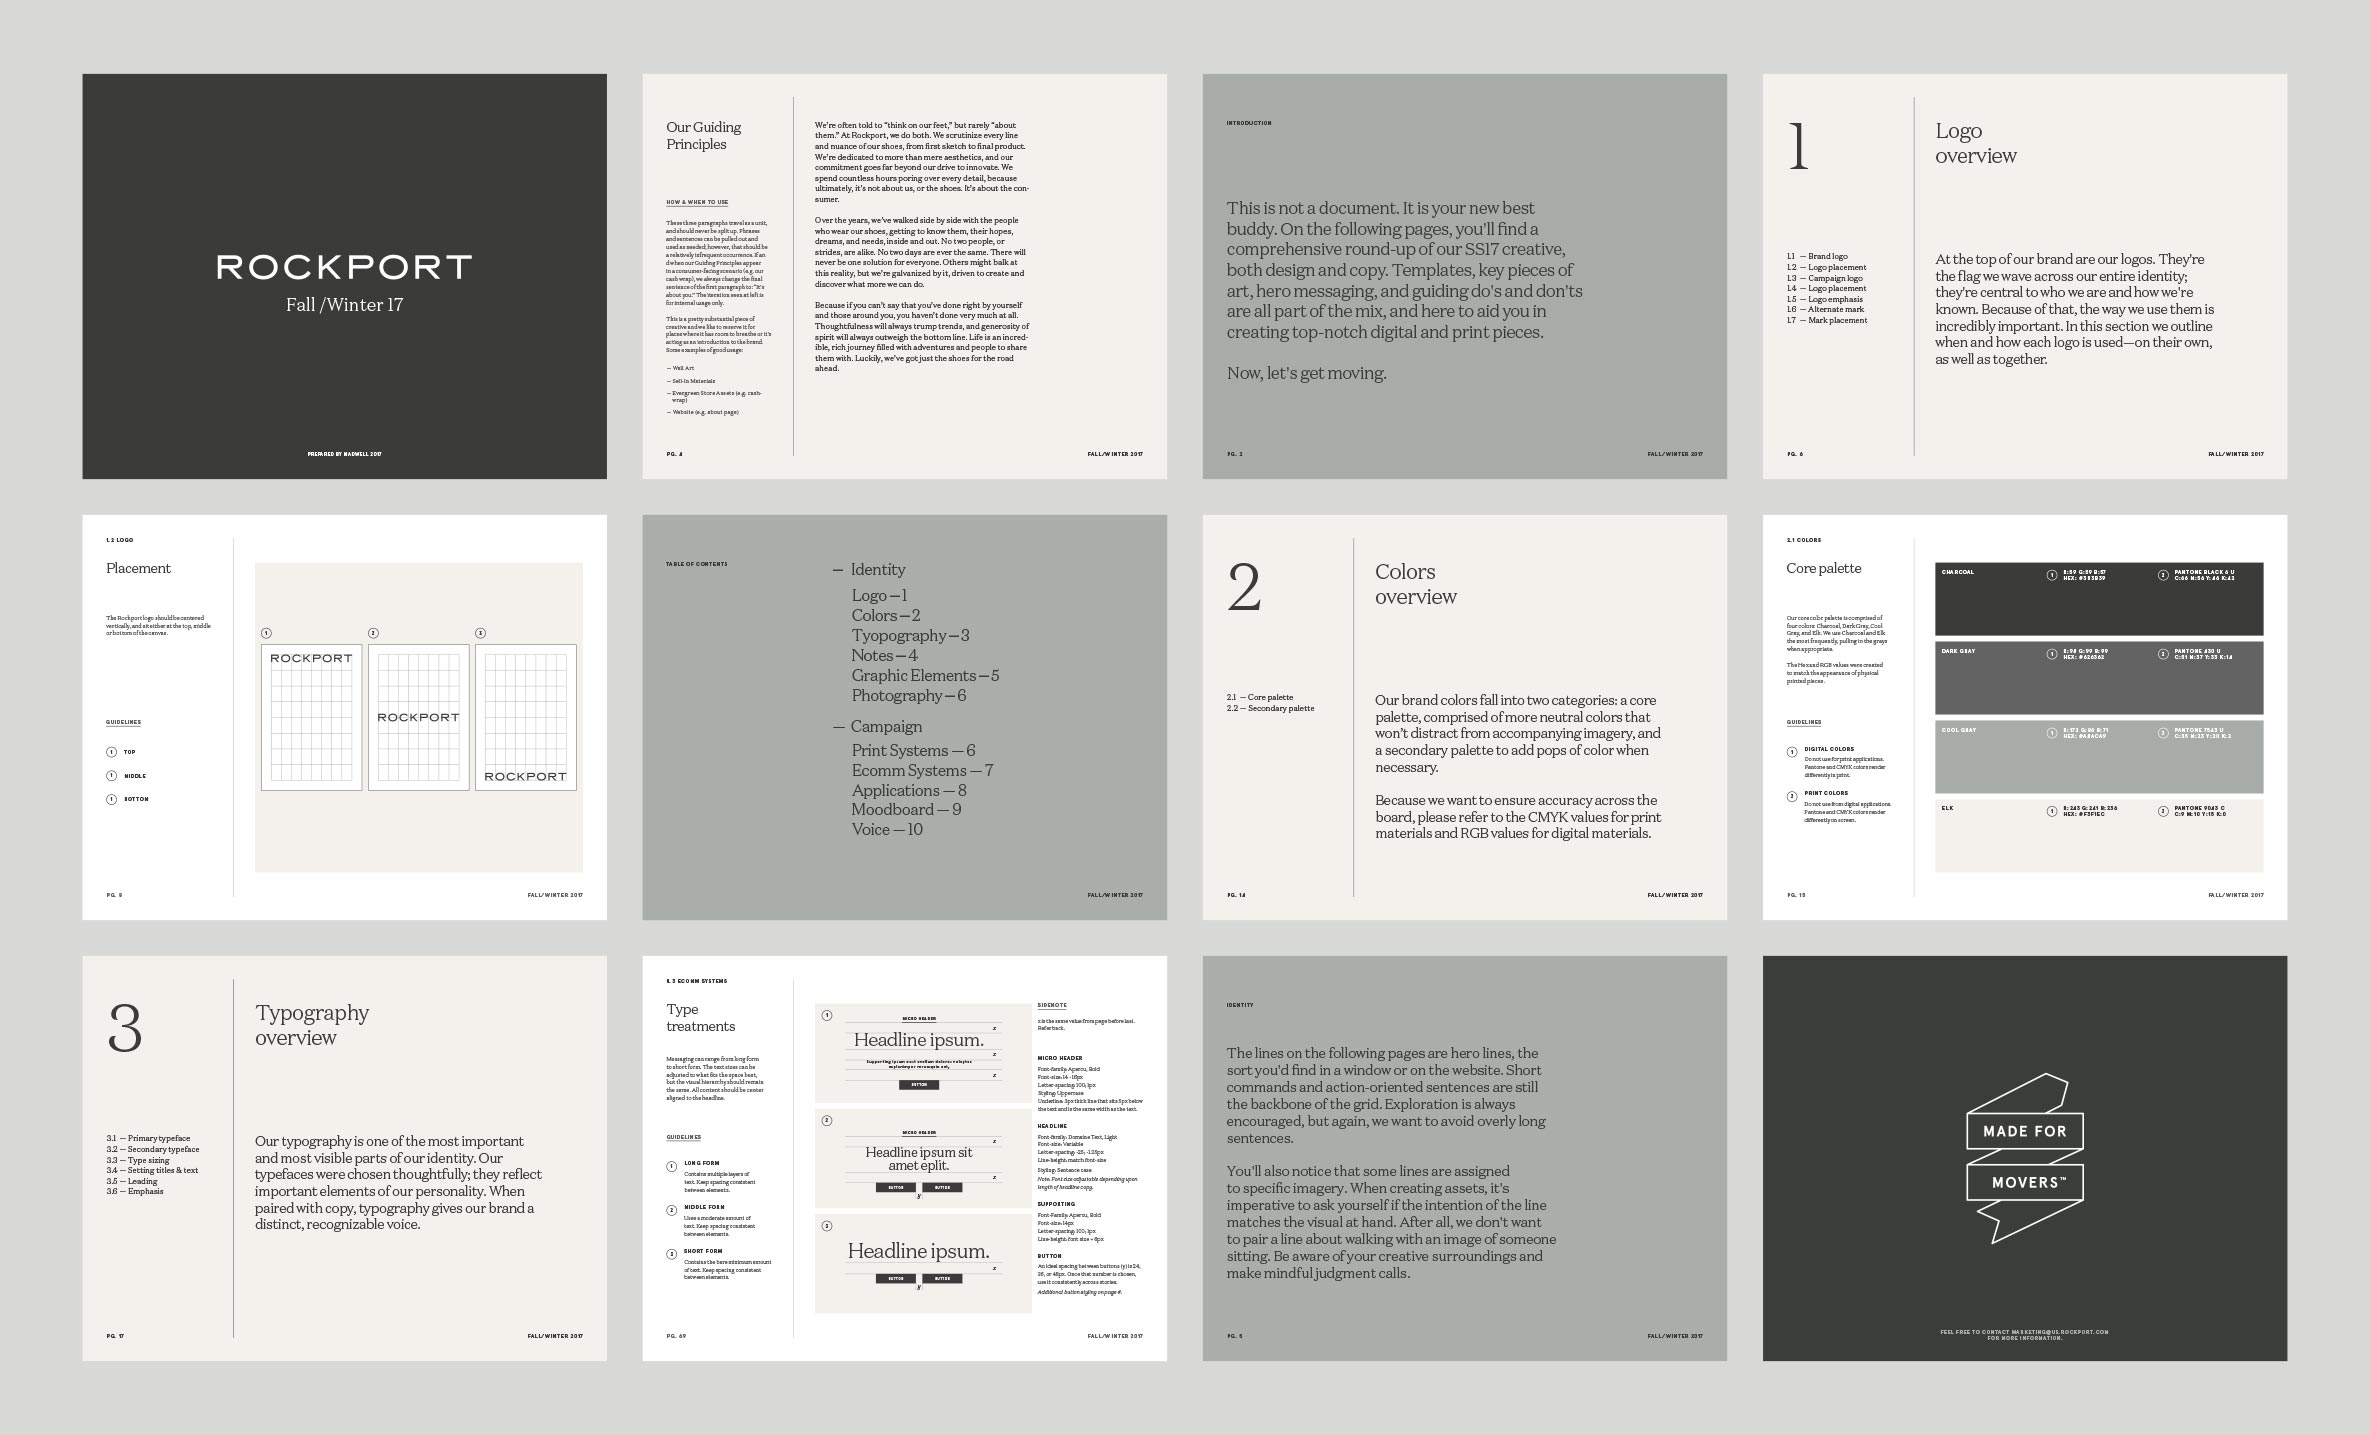 ROCKPORT
Fall /Winter 17
PREPARED BY MADWELL 2017
Our Guiding
Principles
HOW & WHEN TO USE
These three paragraphs travel as a unit,
and should never be split up. Phrases
and sentences can be pulled out and
used as needed; however, that should be
a relatively infrequent occurrence. If an
d when our Guiding Principles appear
in a consumer-facing scenario (e.g. our
cash wrap), we always change the final
sentence of the first paragraph to: "It's
about you." The iteration seen at left is
for internal usage only.
This is a pretty substantial piece of
creative and we like to reserve it for
places where it has room to breathe or it's
acting as an introduction to the brand.
Some examples of good usage:
— Wall Art
— Sell-In Materials
— Evergreen Store Assets (e.g. cash-
wrap)
— Website (e.g. about page)
PG. 4
We're often told to “think on our feet,” but rarely “about
them.” At Rockport, we do both. We scrutinize every line
and nuance of our shoes, from first sketch to final product.
We're dedicated to more than mere aesthetics, and our
commitment goes far beyond our drive to innovate. We
spend countless hours poring over every detail, because
ultimately, it's not about us, or the shoes. It's about the con-
sumer.
Over the years, we've walked side by side with the people
who wear our shoes, getting to know them, their hopes,
dreams, and needs, inside and out. No two people, or
strides, are alike. No two days are ever the same. There will
never be one solution for everyone. Others might balk at
this reality, but we're galvanized by it, driven to create and
discover what more we can do.
Because if you can't say that you've done right by yourself
and those around you, you haven't done very much at all.
Thoughtfulness will always trump trends, and generosity of
spirit will always outweigh the bottom line. Life is an incred-
ible, rich journey filled with adventures and people to share
them with. Luckily, we've got just the shoes for the road
ahead.
FALL/WINTER 2017
INTRODUCTION
This is not a document. It is your new best
buddy. On the following pages, you'll find a
comprehensive round-up of our SS17 creative,
both design and copy. Templates, key pieces of
art, hero messaging, and guiding do's and don'ts
are all part of the mix, and here to aid you in
creating top-notch digital and print pieces.
Now, let's get moving.
PG. 2
FALL/WINTER 2017
1
Logo
overview
1.1 — Brand logo
1.2 — Logo placement
1.3 — Campaign logo
1.4 — Logo placement
1.5 — Logo emphasis
1.6 — Alternate mark
1.7 — Mark placement
At the top of our brand are our logos. They're
the flag we wave across our entire identity;
they're central to who we are and how we're
known. Because of that, the way we use them is
incredibly important. In this section we outline
when and how each logo is used—on their own,
as well as together.
PG. 6
FALL/WINTER 2017
1.2 LOGO
Placement
The Rockport logo should be centered
vertically, and sit either at the top, middle
or bottom of the canvas.
GUIDELINES
1 TOP
1 MIDDLE
1 BOTTOM
1
2
3
ROCKPORT
ROCKPORT
ROCKPORT
PG. 8
FALL/WINTER 2017
TABLE OF CONTENTS
— Identity
Logo — 1
Colors — 2
Tyopography — 3
Notes — 4
Graphic Elements — 5
Photography — 6
— Campaign
Print Systems — 6
Ecomm Systems — 7
Applications — 8
Moodboard — 9
Voice — 10
FALL/WINTER 2017
2
Colors
overview
2.1 — Core palette
2.2 — Secondary palette
Our brand colors fall into two categories: a core
palette, comprised of more neutral colors that
won't distract from accompanying imagery, and
a secondary palette to add pops of color when
necessary.
Because we want to ensure accuracy across the
board, please refer to the CMYK values for print
materials and RGB values for digital materials.
PG. 14
FALL/WINTER 2017
2.1 COLORS
Core palette
Our core color palette is comprised of
four colors: Charcoal, Dark Gray, Cool
Gray, and Elk. We use Charcoal and Elk
the most frequently, pulling in the grays
when appropriate.
The Hex and RGB values were created
to match the appearance of physical
printed pieces.
GUIDELINES
1 DIGITAL COLORS
Do not use for print applications.
Pantone and CMYK colors render
differently in print.
2 PRINT COLORS
Do not use from digital applications.
Pantone and CMYK colors render
differently on screen.
CHARCOAL
1 R:59 G:59 B:57
HEX: #3B3B39
2 PANTONE BLACK 6 U
C:66 M:56 Y:46 K:42
DARK GRAY
1 R:98 G:99 B:99
HEX: #626362
2 PANTONE 430 U
C:51 M:37 Y:33 K:14
COOL GRAY
1 R:172 G:86 B:71
HEX: #A8ACA9
2 PANTONE 7543 U
C:35 M:23 Y:20 K:2
ELK
1 R:243 G:241 B:236
HEX: #F3F1EC
2 PANTONE 9043 C
C:9 M:10 Y:15 K:0
PG. 15
FALL/WINTER 2017
3
Typography
overview
3.1 — Primary typeface
3.2 — Secondary typeface
3.3 — Type sizing
3.4 — Setting titles & text
3.5 — Leading
3.6 — Emphasis
Our typography is one of the most important
and most visible parts of our identity. Our
typefaces were chosen thoughtfully; they reflect
important elements of our personality. When
paired with copy, typography gives our brand a
distinct, recognizable voice.
PG. 17
FALL/WINTER 2017
8.3 ECOMM SYSTEMS
Type
treatments
Messaging can range from long form
to short form. The text sizes can be
adjusted to what fits the space best,
but the visual hierarchy should remain
the same. All content should be center
aligned to the headline.
GUIDELINES
1 LONG FORM
Contains multiple layers of
text. Keep spacing consistent
between elements.
2 MIDDLE FORM
Uses a moderate amount of
text. Keep spacing consistent
between elements.
3 SHORT FORM
Contains the bare minimum amount
of text. Keep spacing consistent
between elements.
1
MICRO HEADER
x
Headline ipsum.
x
x
BUTTON
2
MICRO HEADER
x
Headline ipsum sit
amet eplit.
x
BUTTON BUTTON
y
3
Headline ipsum.
x
BUTTON BUTTON
y
SIDENOTE
x is the same value from page before last.
Refer back.
MICRO HEADER
Font-family: Apercu, Bold
Font-size: 14 -16px
Letter-spacing: 100; 1px
Styling: Uppercase
Underline: 2px thick line that sits 5px below
the text and is the same width as the text.
HEADLINE
Font-family: Domaine Text, Light
Font-size: Variable
Letter-spacing: -25; -1.25px
Line-height: match font-size
Styling: Sentence case
Note: Font size adjustable depending upon
length of headline copy.
SUPPORTING
Font-Family: Apercu, Bold
Font-size: 14px
Letter-spacing: 100; 1px
Line-height: font size + 8px
BUTTON
An ideal spacing between buttons (y) is 24,
36, or 48px. Once that number is chosen,
use it consistently across stories.
Additional button styling on page #.
PG. 69
FALL/WINTER 2017
IDENTITY
The lines on the following pages are hero lines, the
sort you'd find in a window or on the website. Short
commands and action-oriented sentences are still
the backbone of the grid. Exploration is always
encouraged, but again, we want to avoid overly long
sentences.
You'll also notice that some lines are assigned
to specific imagery. When creating assets, it's
imperative to ask yourself if the intention of the line
matches the visual at hand. After all, we don't want
to pair a line about walking with an image of someone
sitting. Be aware of your creative surroundings and
make mindful judgment calls.
PG. 5
FALL/WINTER 2017
MADE FOR
MOVERS™
FEEL FREE TO CONTACT MARKETING@US.ROCKPORT.COM
FOR MORE INFORMATION.